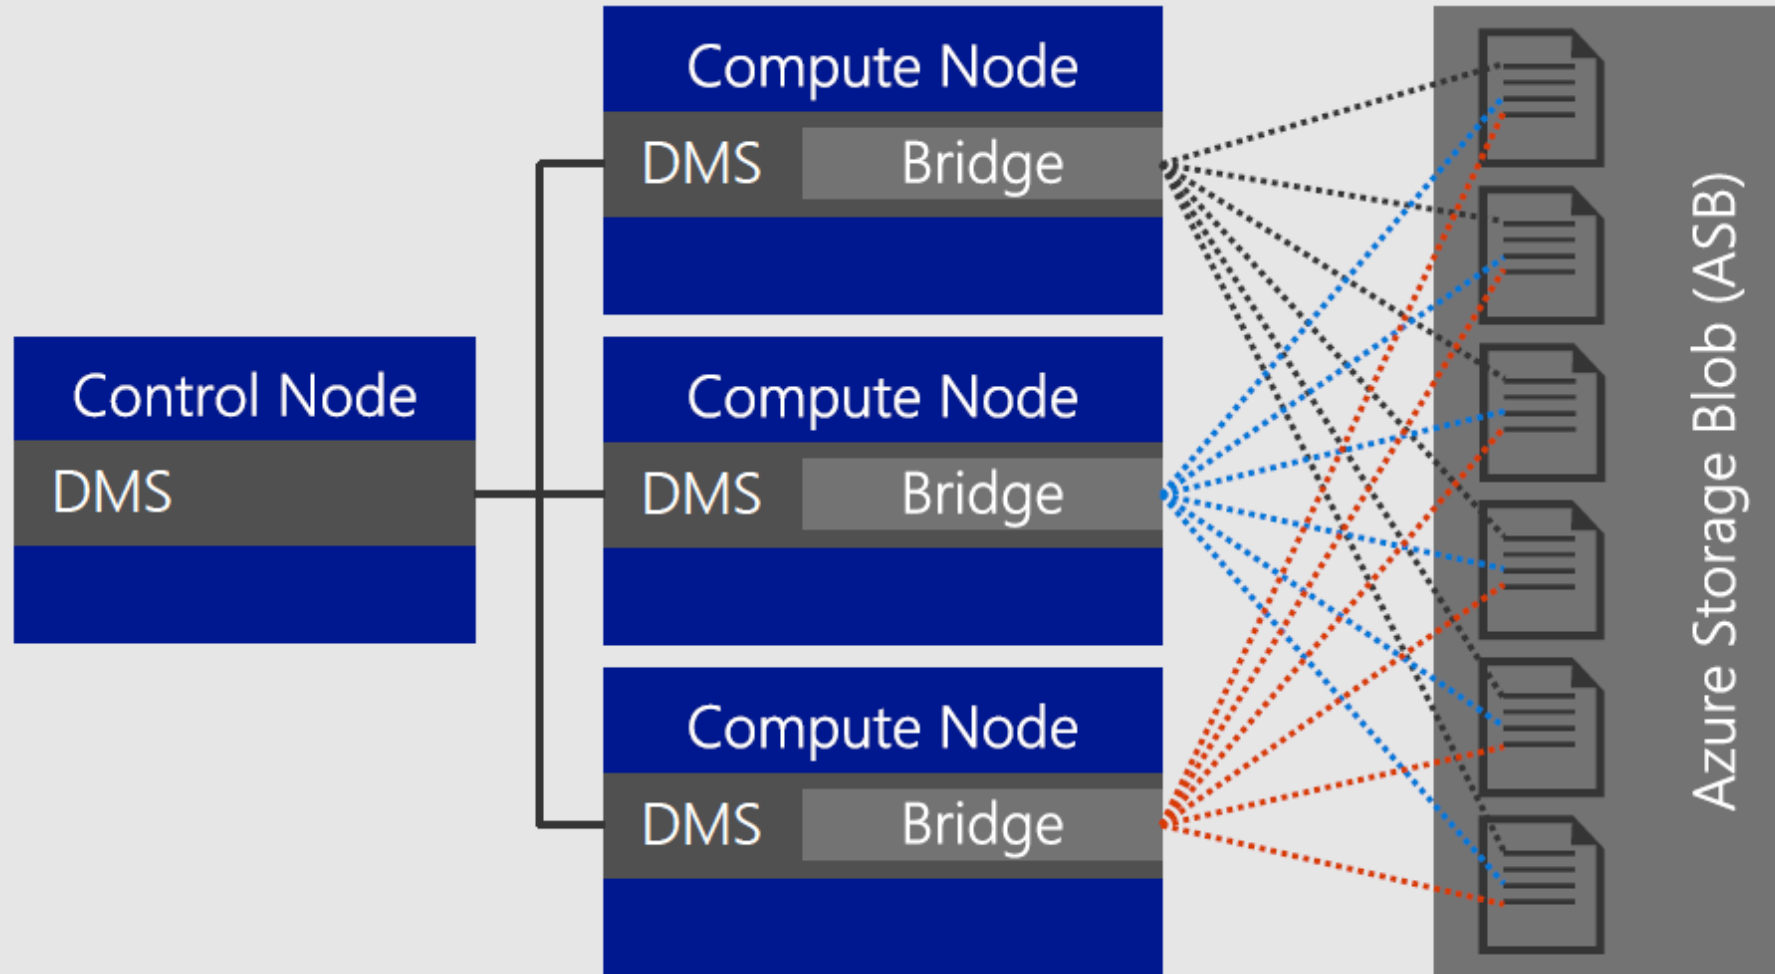 Control Node
DMS
Compute Node
DMS Bridge
Compute Node
DMS Bridge
Compute Node
DMS Bridge
Azure Storage Blob (ASB)